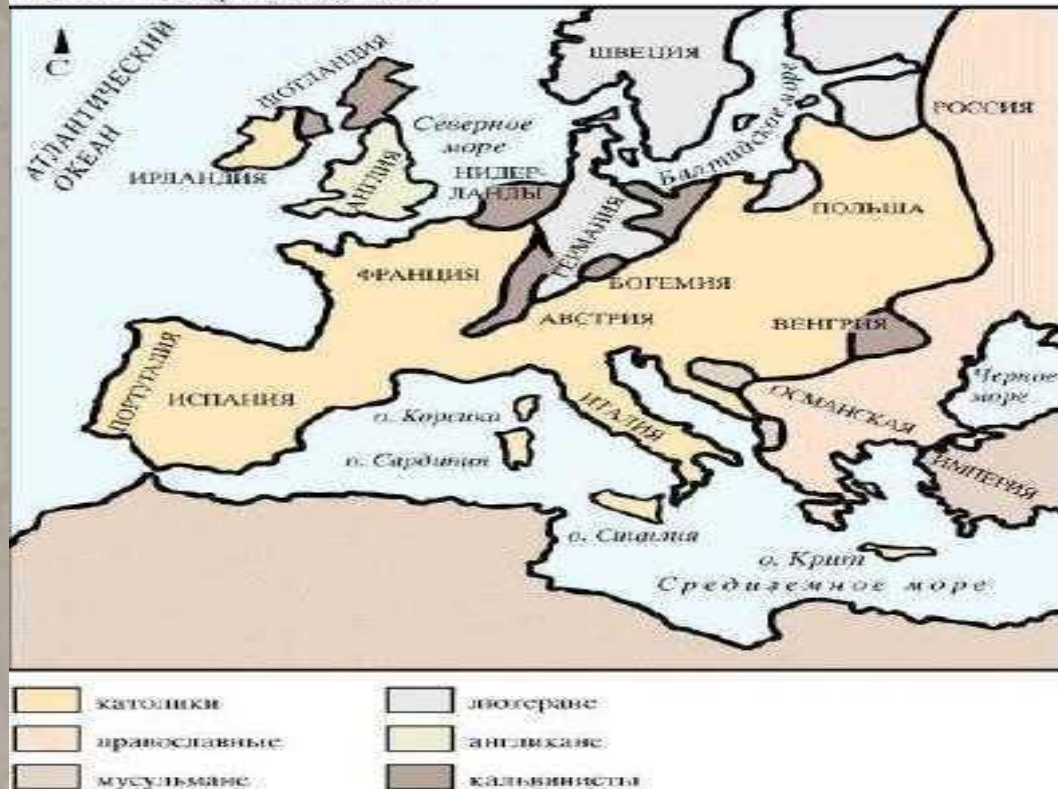 С
АТЛАНТИЧЕСКИЙ
ОКЕАН
ШОТЛАНДИЯ
ИРЛАНДИЯ
АНГЛИЯ
Северное
море
НИДЕР-
ЛАНДЫ
ШВЕЦИЯ
Балтийское море
РОССИЯ
ГЕРМАНИЯ
ПОЛЬША
ФРАНЦИЯ
БОГЕМИЯ
АВСТРИЯ
ВЕНГРИЯ
ПОРТУГАЛИЯ
ИСПАНИЯ
о. Корсика
о. Сардиния
ИТАЛИЯ
Черное
море
ОСМАНСКАЯ
ИМПЕРИЯ
о. Сицилия
о. Крит
Средиземное море
католики
православные
мусульмане
лютеране
англикане
кальвинисты